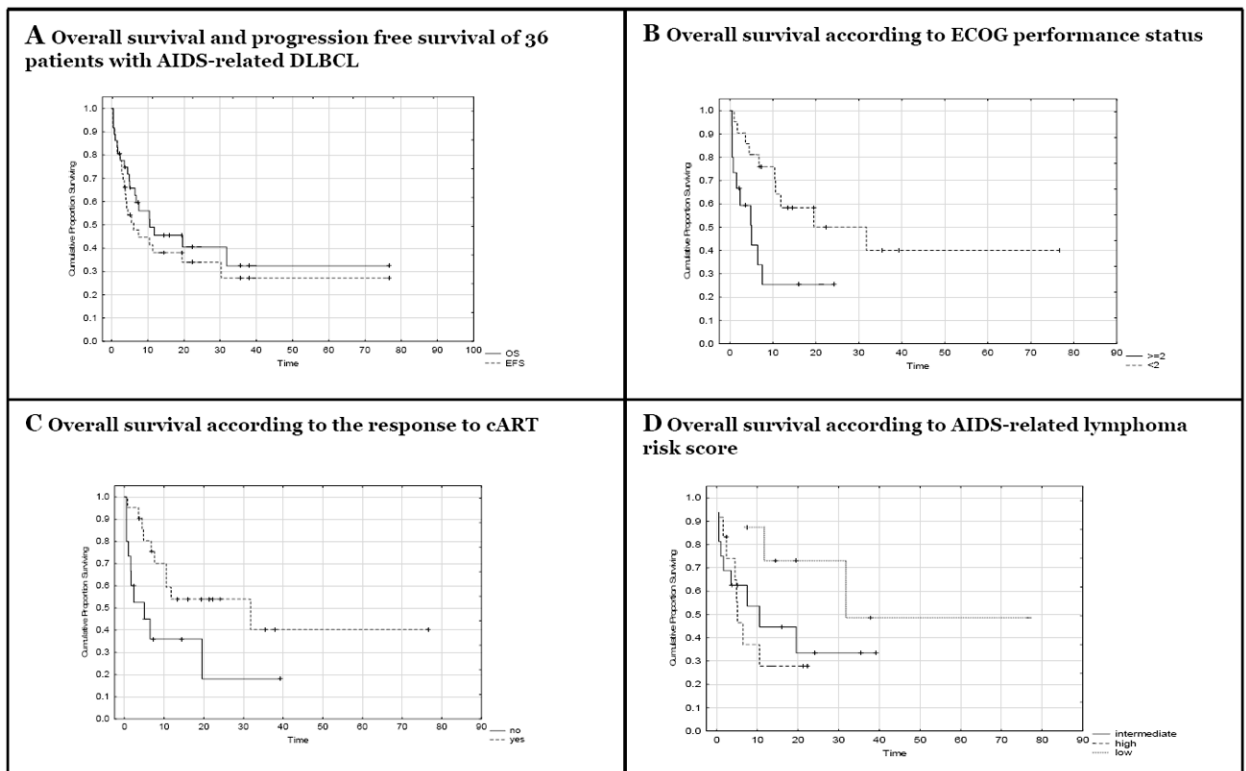 A Overall survival and progression free survival of 36
patients with AIDS-related DLBCL
Cumulative Proportion Surviving
1.0
0.9
0.8
0.7
0.6
0.5
0.4
0.3
0.2
0.1
0.0
0 10 20 30 40 50 60 70 80 90 100
Time
OS
EFS
B Overall survival according to ECOG performance status
Cumulative Proportion Surviving
1.0
0.9
0.8
0.7
0.6
0.5
0.4
0.3
0.2
0.1
0.0
0 10 20 30 40 50 60 70 80 90
Time
>=2
<2
C Overall survival according to the response to cART
Cumulative Proportion Surviving
1.0
0.9
0.8
0.7
0.6
0.5
0.4
0.3
0.2
0.1
0.0
0 10 20 30 40 50 60 70 80 90
Time
no
yes
D Overall survival according to AIDS-related lymphoma
risk score
Cumulative Proportion Surviving
1.0
0.9
0.8
0.7
0.6
0.5
0.4
0.3
0.2
0.1
0.0
0 10 20 30 40 50 60 70 80 90
Time
intermediate
high
low